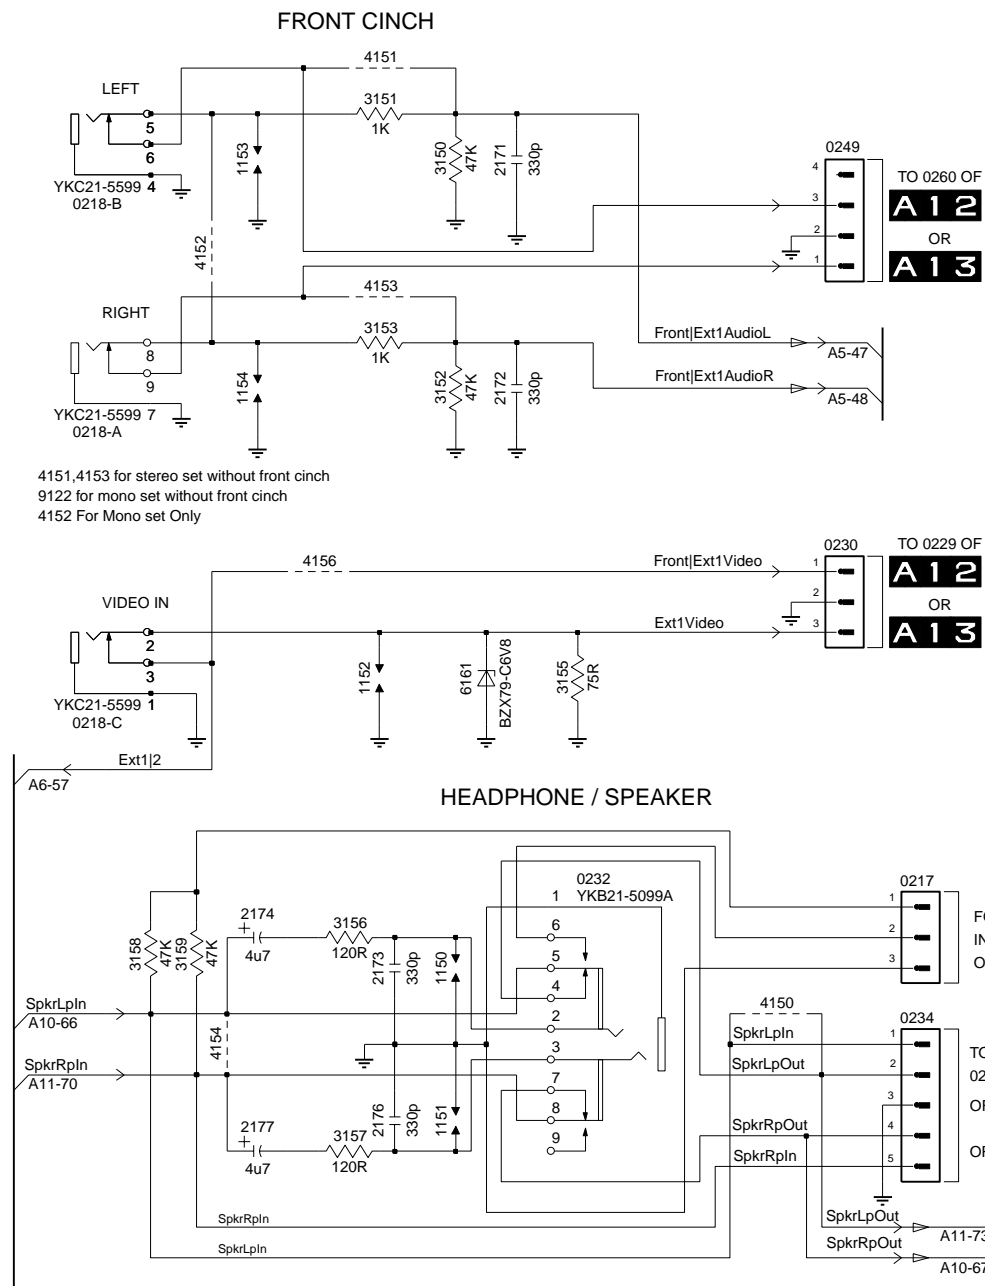 FRONT CINCH
4151
LEFT
3151
1K
5
6
1153
3150
47K
2171
330p
YKC21-5599 4
0218-B
0249
4
3
2
1
TO 0260 OF
A 1 2
OR
A 1 3
4152
4153
RIGHT
3153
1K
8
9
1154
3152
47K
2172
330p
YKC21-5599 7
0218-A
Front|Ext1AudioL
A5-47
Front|Ext1AudioR
A5-48
4151,4153 for stereo set without front cinch
9122 for mono set without front cinch
4152 For Mono set Only
4156
Front|Ext1Video
0230
1
2
3
TO 0229 OF
A 1 2
OR
A 1 3
VIDEO IN
Ext1Video
2
3
YKC21-5599 1
0218-C
1152
6161
BZX79-C6V8
3155
75R
Ext1|2
A6-57
HEADPHONE / SPEAKER
0232
1 YKB21-5099A
0217
1
2
3
3158
47K
3159
47K
2174
+
4u7
3156
120R
2173
330p
1150
6
5
4
2
3
7
8
9
SpkrLpIn
A10-66
4154
SpkrRpIn
A11-70
2177
+
4u7
3157
120R
2176
330p
1151
4150
SpkrLpIn
SpkrLpOut
SpkrRpOut
SpkrRpIn
0234
1
2
3
4
5
SpkrRpIn
SpkrLpIn
SpkrLpOut
A11-73
SpkrRpOut
A10-67